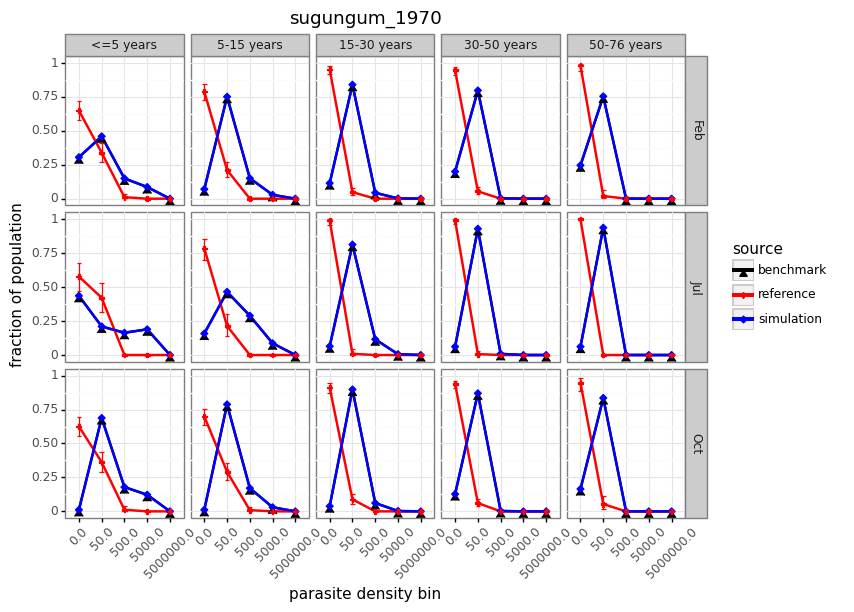 sugungum_1970
<=5 years 5-15 years 15-30 years 30-50 years 50-76 years
1
0.75
0.50
0.25
0
Feb
1
0.75
0.50
0.25
0
Jul
1
0.75
0.50
0.25
0
Oct
fraction of population
0.0 50.0 500.0 5000.0 5000000.0 0.0 50.0 500.0 5000.0 5000000.0 0.0 50.0 500.0 5000.0 5000000.0 0.0 50.0 500.0 5000.0 5000000.0 0.0 50.0 500.0 5000.0 5000000.0
parasite density bin
source
benchmark
reference
simulation